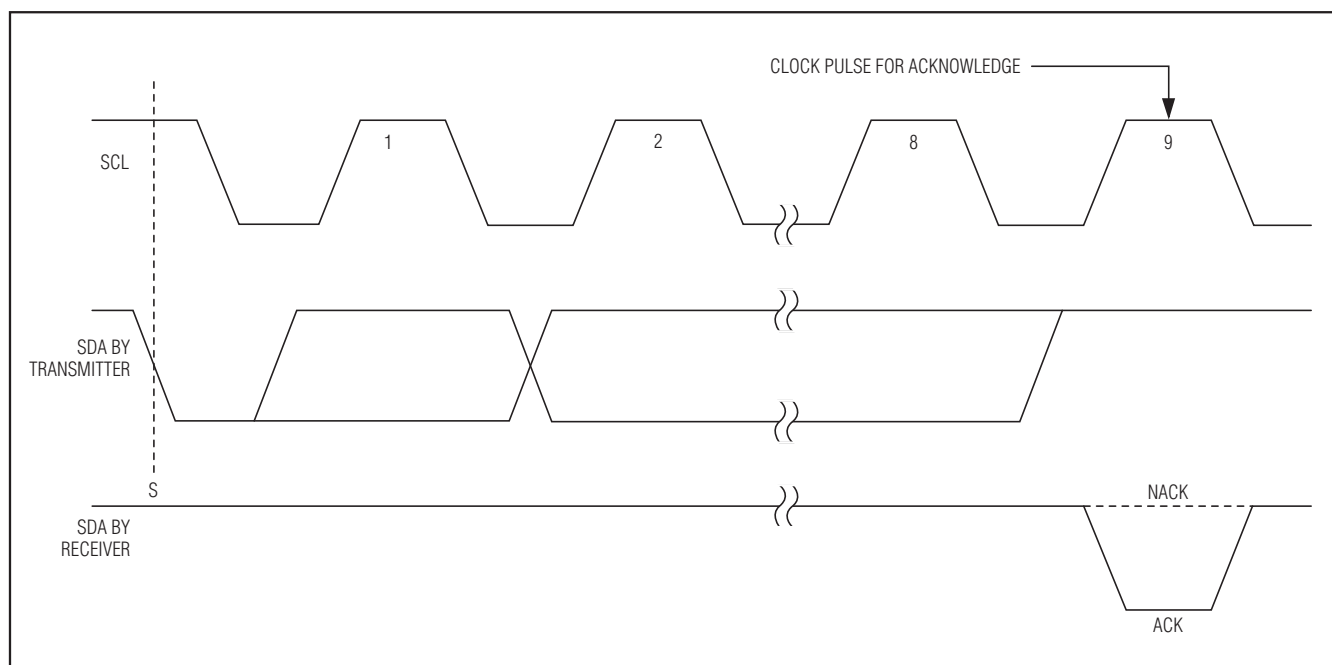 CLOCK PULSE FOR ACKNOWLEDGE
SCL
1
2
8
9
SDA BY
TRANSMITTER
S
SDA BY
RECEIVER
NACK
ACK